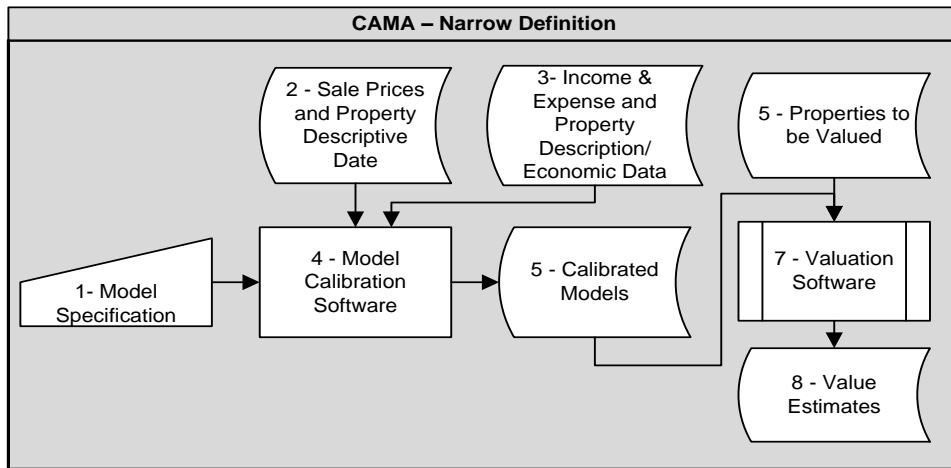 CAMA – Narrow Definition
2 - Sale Prices
and Property
Descriptive
Date
3- Income &
Expense and
Property
Description/
Economic Data
5 - Properties to
be Valued
1- Model
Specification
4 - Model
Calibration
Software
5 - Calibrated
Models
7 - Valuation
Software
8 - Value
Estimates